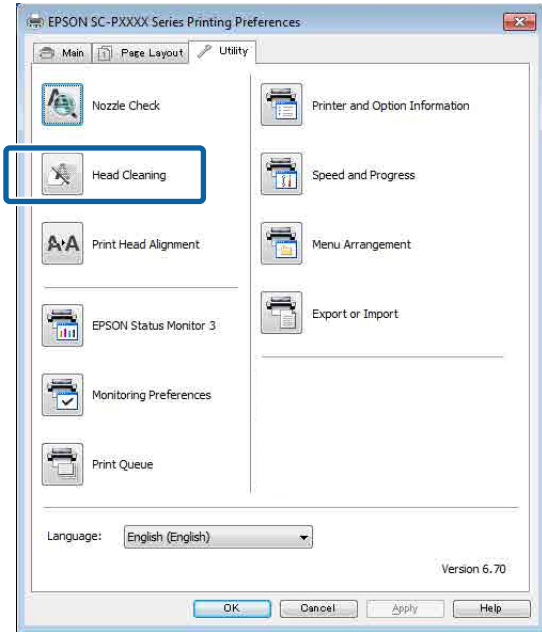 EPSON SC-PXXXX Series Printing Preferences
Main
Page Layout
Utility
Nozzle Check
Head Cleaning
Print Head Alignment
EPSON Status Monitor 3
Monitoring Preferences
Print Queue
Printer and Option Information
Speed and Progress
Menu Arrangement
Export or Import
Language: English (English)
Version 6.70
OK Cancel Apply Help